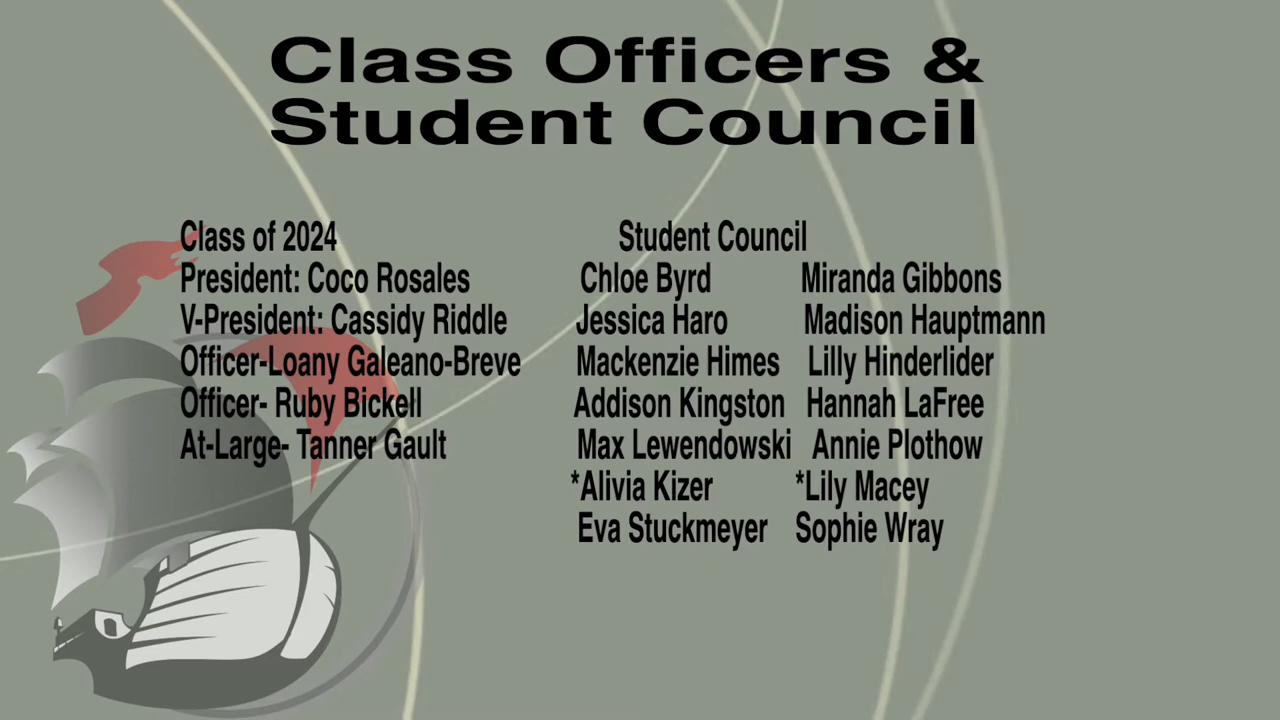 Class Officers &
Student Council
Class of 2024
President: Coco Rosales
V-President: Cassidy Riddle
Officer-Loany Galeano-Breve
Officer- Ruby Bickell
At-Large- Tanner Gault
Student Council
Chloe Byrd Miranda Gibbons
Jessica Haro Madison Hauptmann
Mackenzie Himes Lilly Hinderlider
Addison Kingston Hannah LaFree
Max Lewendowski Annie Plothow
*Alivia Kizer *Lily Macey
Eva Stuckmeyer Sophie Wray